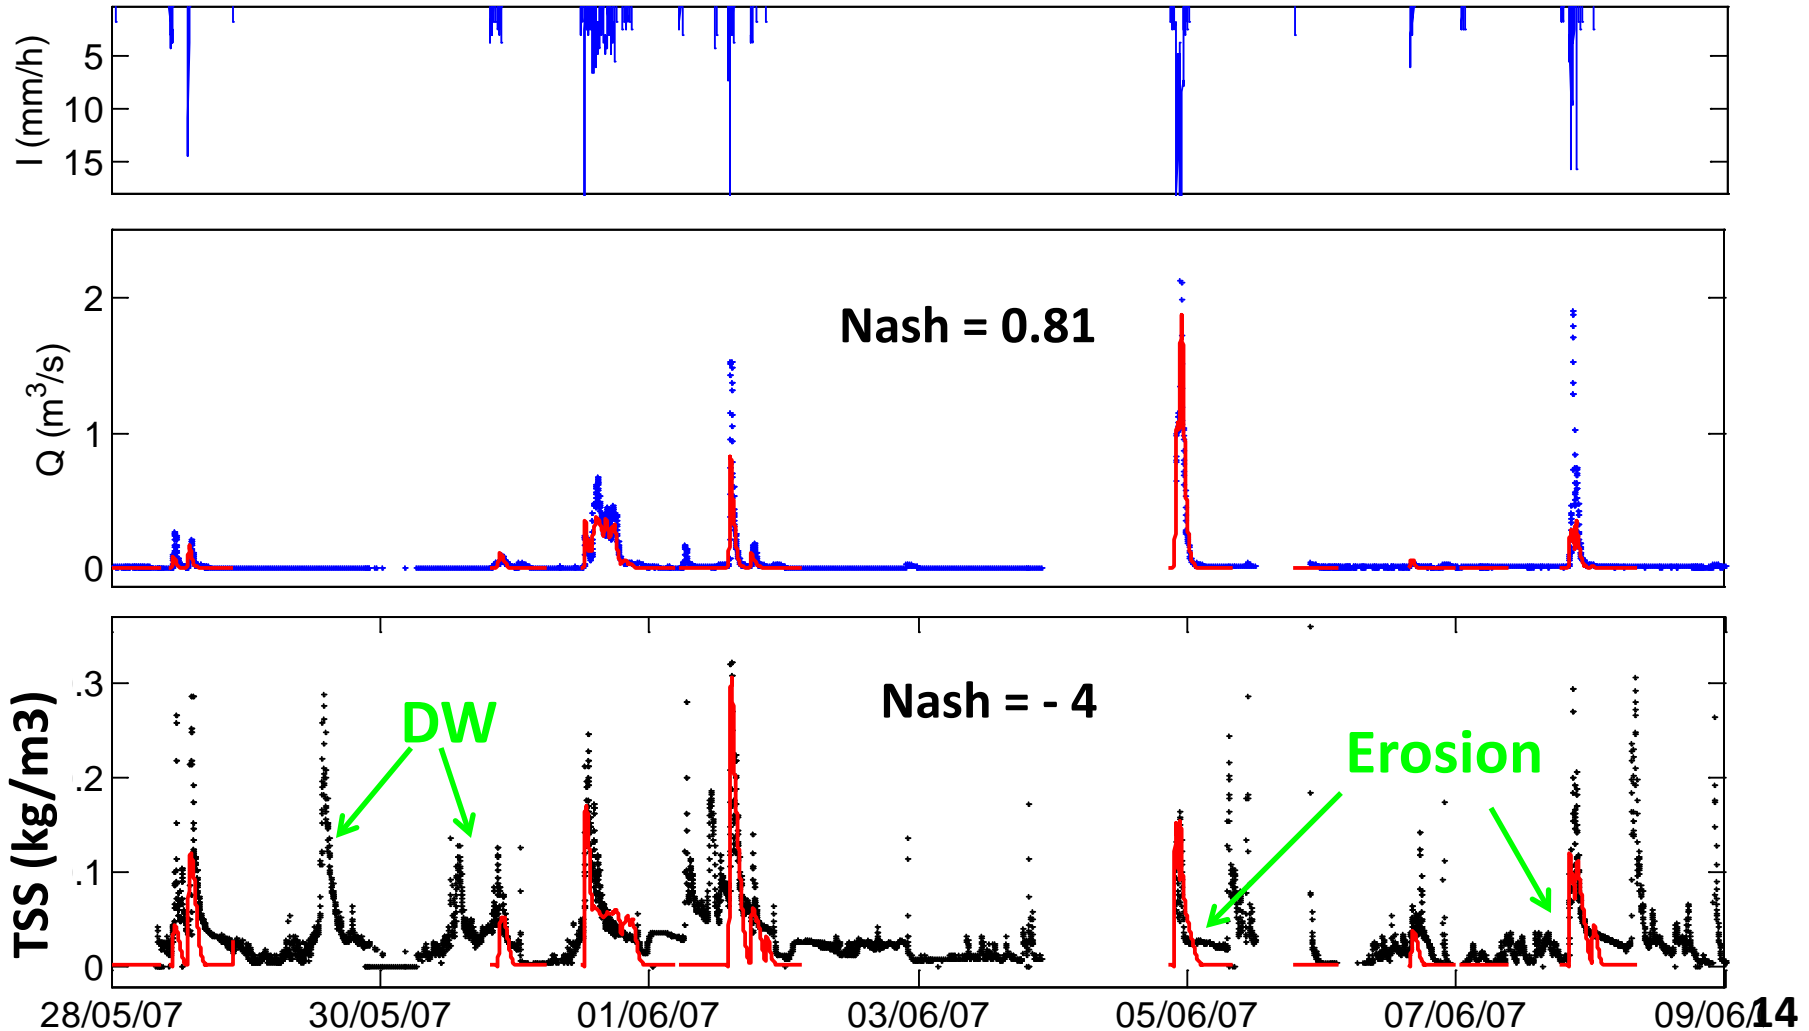 I (mm/h)
5
10
15
Q (m³/s)
2
1
0
Nash = 0.81
TSS (kg/m3)
.3
.2
.1
0
Nash = - 4
DW
Erosion
28/05/07 30/05/07 01/06/07 03/06/07 05/06/07 07/06/07 09/06/
14